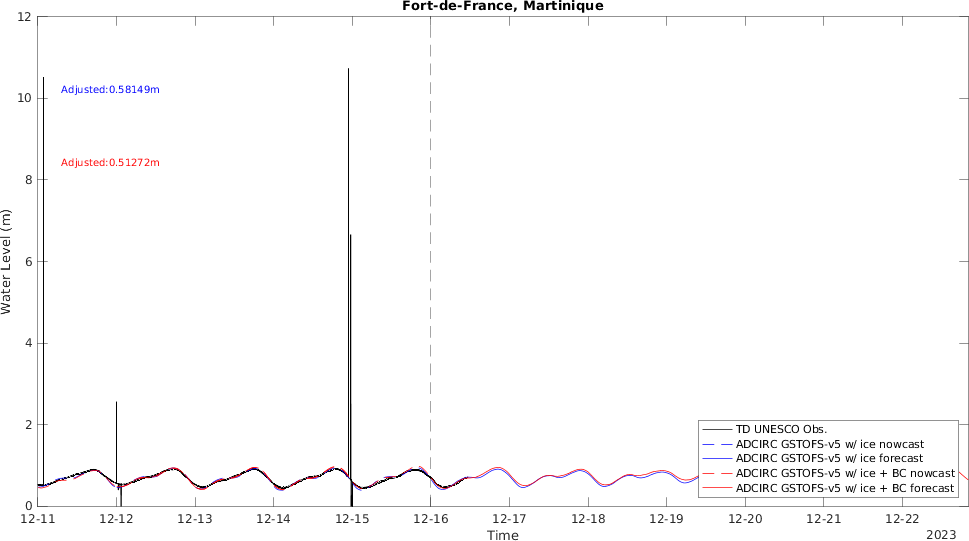 Fort-de-France, Martinique
12
10
8
6
4
2
0
Water Level (m)
Adjusted:0.58149m
Adjusted:0.51272m
TD UNESCO Obs.
ADCIRC GSTOFS-v5 w/ ice nowcast
ADCIRC GSTOFS-v5 w/ ice forecast
ADCIRC GSTOFS-v5 w/ ice + BC nowcast
ADCIRC GSTOFS-v5 w/ ice + BC forecast
12-11 12-12 12-13 12-14 12-15 12-16 12-17 12-18 12-19 12-20 12-21 12-22
Time
2023